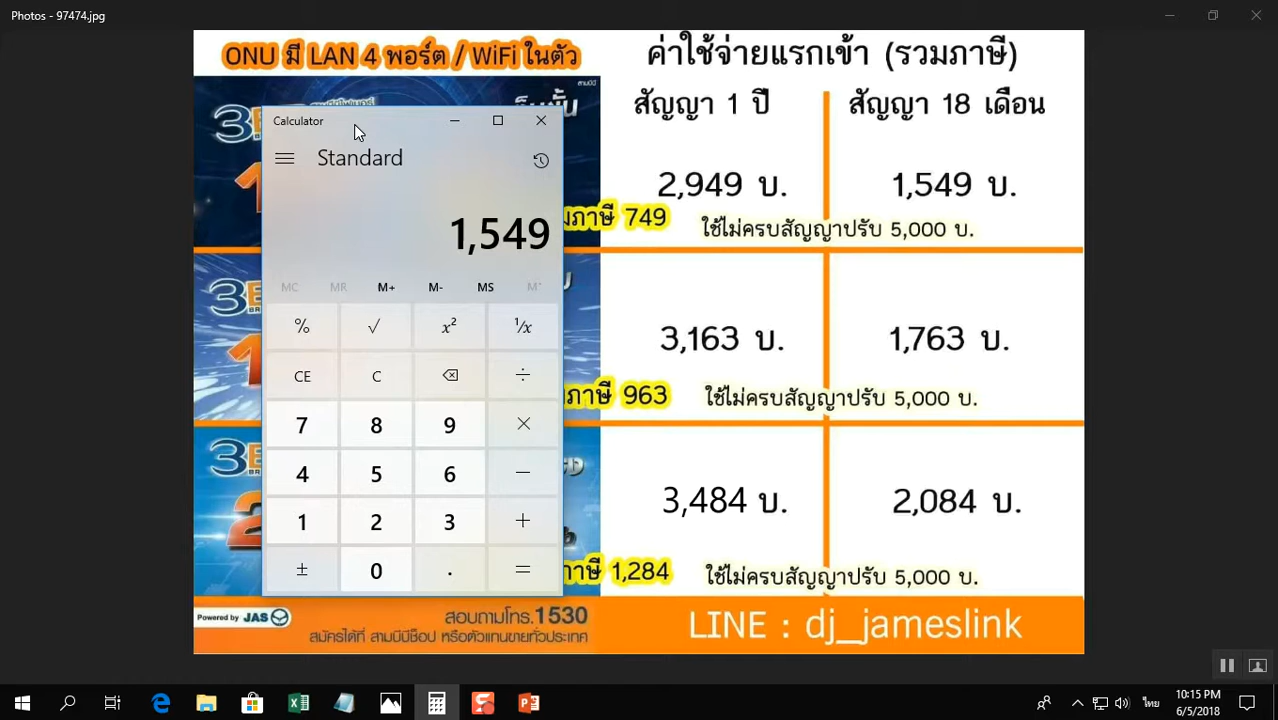 Photos - 97474.jpg
ONU มี LAN 4 พอร์ต / WiFi ในตัว
ค่าใช้จ่ายแรกเข้า (รวมภาษี)
สัญญา 1 ปี
สัญญา 18 เดือน
Calculator
Standard
1,549
MC MR M+ M- MS
% √ x² ¹/x
CE C ÷
7 8 9 ×
4 5 6 −
1 2 3 +
± 0 . =
2,949 บ.
1,549 บ.
749
ใช้ไม่ครบสัญญาปรับ 5,000 บ.
3,163 บ.
1,763 บ.
963
ใช้ไม่ครบสัญญาปรับ 5,000 บ.
3,484 บ.
2,084 บ.
1,284
ใช้ไม่ครบสัญญาปรับ 5,000 บ.
Powered by JAS
สอบถามโทร.1530
สมัครได้ที่ สามบีบีช็อป หรือตัวแทนขายทั่วประเทศ
LINE : dj_jameslink
ไทย
10:15 PM
6/5/2018